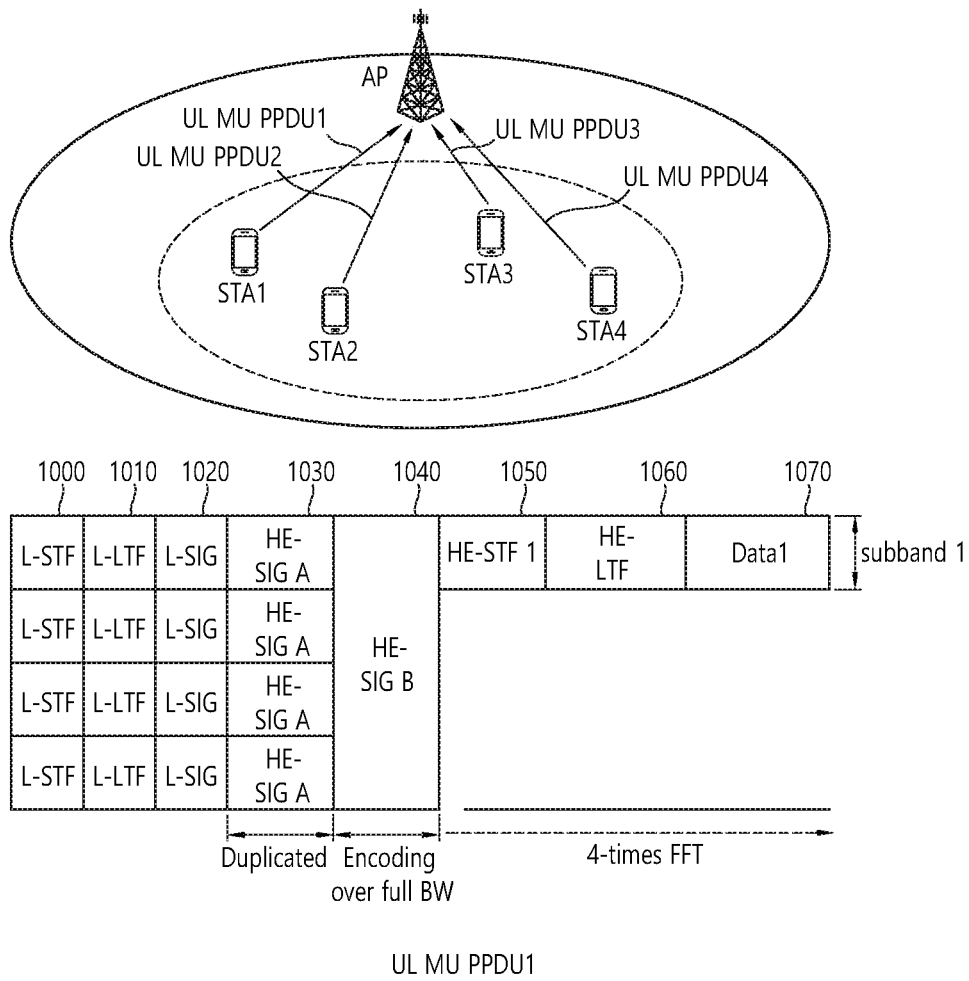 AP
UL MU PPDU1
UL MU PPDU3
UL MU PPDU2
UL MU PPDU4
STA1
STA3
STA2
STA4
1000 1010 1020 1030 1040 1050 1060 1070
L-STF L-LTF L-SIG HE-
SIG A
HE-STF 1
HE-
LTF
Data1
subband 1
L-STF L-LTF L-SIG HE-
SIG A
HE-
SIG B
L-STF L-LTF L-SIG HE-
SIG A
L-STF L-LTF L-SIG HE-
SIG A
Duplicated
Encoding
over full BW
4-times FFT
UL MU PPDU1